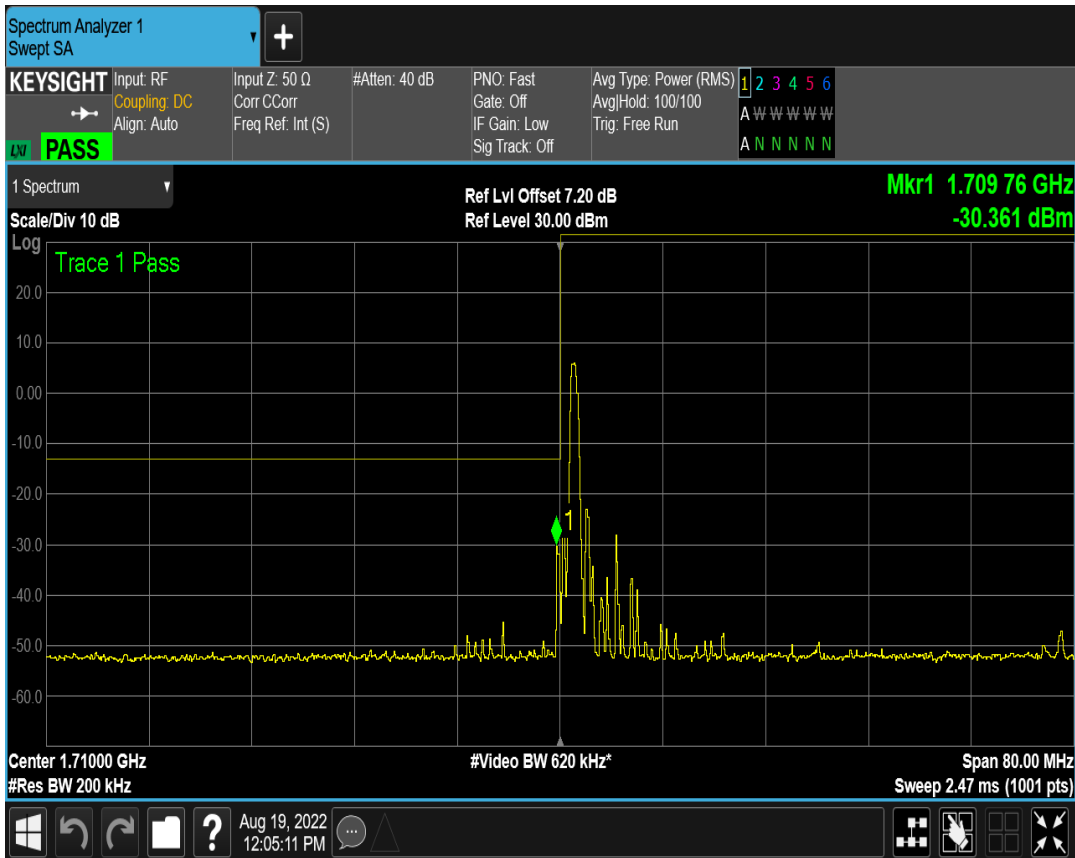 Spectrum Analyzer 1
Swept SA
+
KEYSIGHT
LXI PASS
Input: RF
Coupling: DC
Align: Auto
Input Z: 50 Ω
Corr CCorr
Freq Ref: Int (S)
#Atten: 40 dB
PNO: Fast
Gate: Off
IF Gain: Low
Sig Track: Off
Avg Type: Power (RMS)
Avg|Hold: 100/100
Trig: Free Run
1 2 3 4 5 6
A W W W W W
A N N N N N
1 Spectrum
Scale/Div 10 dB
Ref Lvl Offset 7.20 dB
Ref Level 30.00 dBm
Mkr1 1.709 76 GHz
-30.361 dBm
Log
Trace 1 Pass
20.0
10.0
0.00
-10.0
-20.0
-30.0
-40.0
-50.0
-60.0
1
Center 1.71000 GHz
#Res BW 200 kHz
#Video BW 620 kHz*
Span 80.00 MHz
Sweep 2.47 ms (1001 pts)
?
Aug 19, 2022
12:05:11 PM